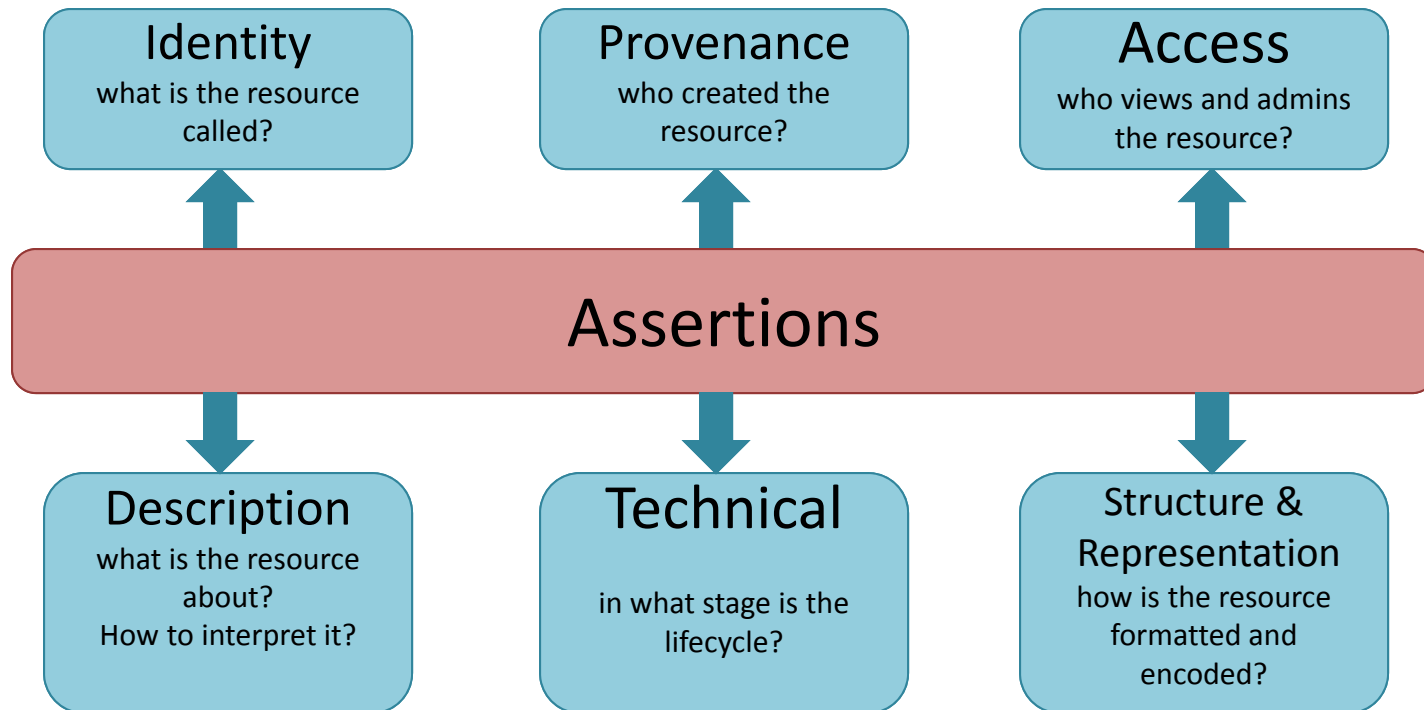 Identity
what is the resource
called?
Provenance
who created the
resource?
Access
who views and admins
the resource?
Assertions
Description
what is the resource
about?
How to interpret it?
Technical
in what stage is the
lifecycle?
Structure &
Representation
how is the resource
formatted and
encoded?